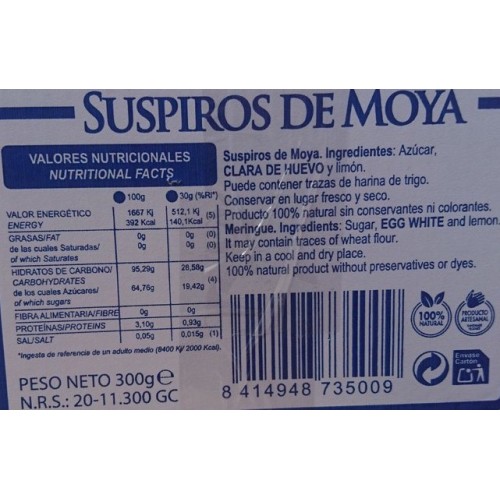 SUSPIROS DE MOYA
VALORES NUTRICIONALES
NUTRITIONAL FACTS
100g 30g (%RI*)
VALOR ENERGÉTICO 1667 Kj 512,1 Kj (5)
ENERGY 392 Kcal 140,1Kcal
GRASAS/FAT 0g 0g (0)
de las cuales Saturadas/ 0g 0g (0)
of which Saturates
HIDRATOS DE CARBONO/ 95,29g 28,58g
CARBOHYDRATES (4)
de los cuales Azúcares/ 64,76g 19,42g
of which sugars
FIBRA ALIMENTARIA/FIBRE 0g 0g
PROTEÍNAS/PROTEINS 3,10g 0,93g
SAL/SALT 0,05g 0,015g (1)
*Ingesta de referencia de un adulto medio (8400 Kj/ 2000 Kcal).
PESO NETO 300g e
N.R.S.: 20-11.300 GC
Suspiros de Moya. Ingredientes: Azúcar,
CLARA DE HUEVO y limón.
Puede contener trazas de harina de trigo.
Conservar en lugar fresco y seco.
Producto 100% natural sin conservantes ni colorantes.
Meringue. Ingredients: Sugar, EGG WHITE and lemon.
It may contain traces of wheat flour.
Keep in a cool and dry place.
100% natural product without preservatives or dyes.
8 414948 735009
100%
NATURAL
PRODUCTO
ARTESANAL
Envase
Cartón